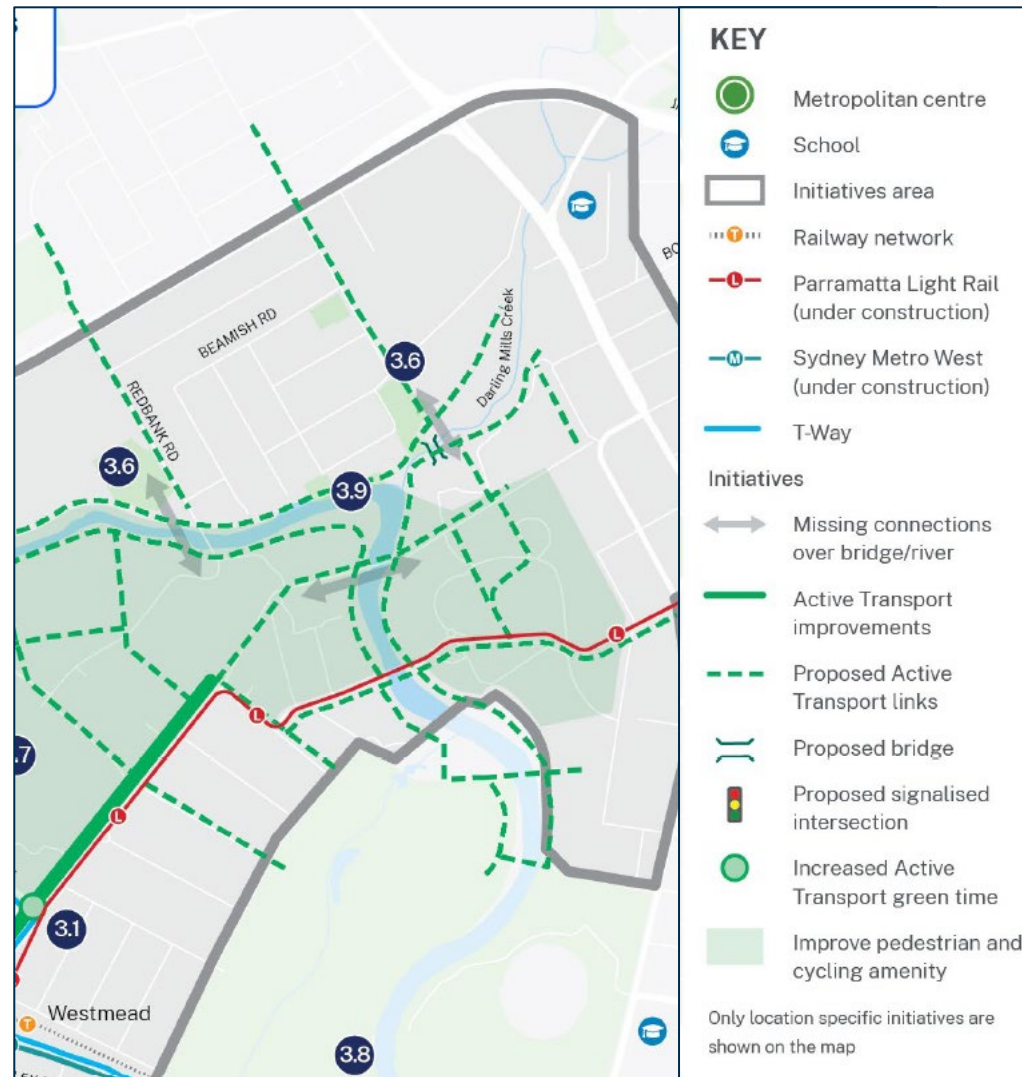 BEAMISH RD
3.6
Darling Mills Creek
REDBANK RD
3.6
3.9
L
L
L
3.1
Westmead
T
3.8
KEY
Metropolitan centre
School
Initiatives area
T
Railway network
L
Parramatta Light Rail
(under construction)
M
Sydney Metro West
(under construction)
T-Way
Initiatives
Missing connections
over bridge/river
Active Transport
improvements
Proposed Active
Transport links
Proposed bridge
Proposed signalised
intersection
Increased Active
Transport green time
Improve pedestrian and
cycling amenity
Only location specific initiatives are
shown on the map